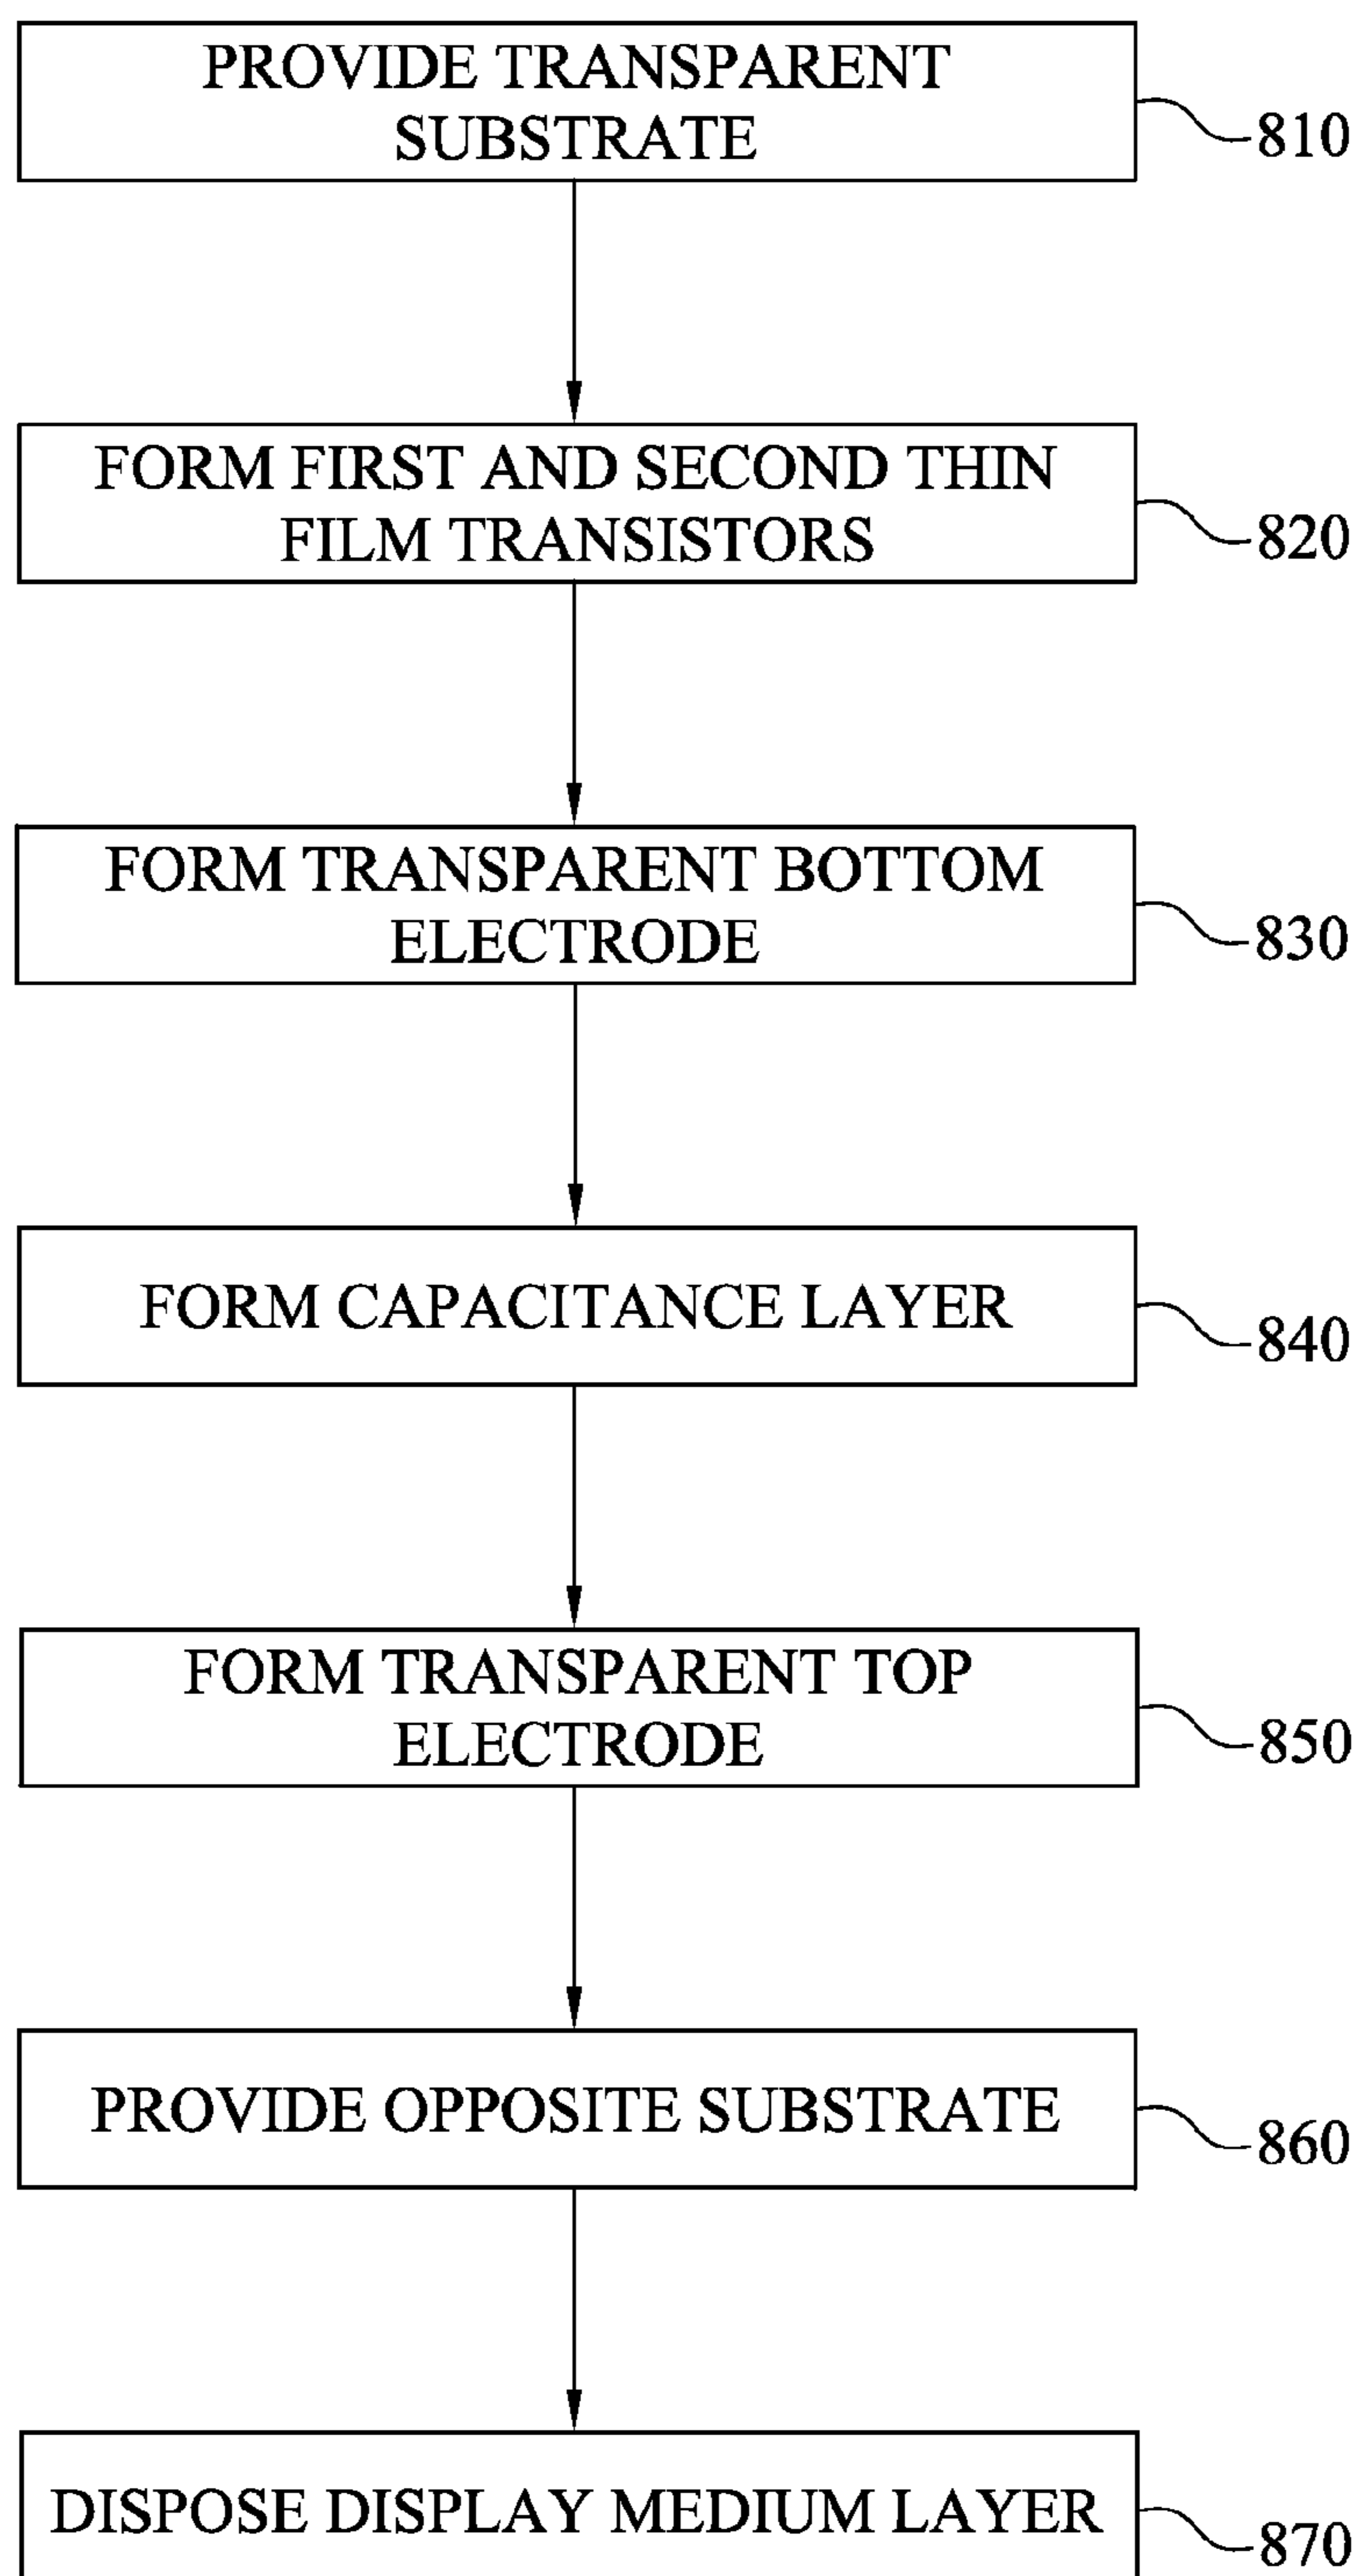 PROVIDE TRANSPARENT
SUBSTRATE
810
FORM FIRST AND SECOND THIN
FILM TRANSISTORS
820
FORM TRANSPARENT BOTTOM
ELECTRODE
830
FORM CAPACITANCE LAYER
840
FORM TRANSPARENT TOP
ELECTRODE
850
PROVIDE OPPOSITE SUBSTRATE
860
DISPOSE DISPLAY MEDIUM LAYER
870